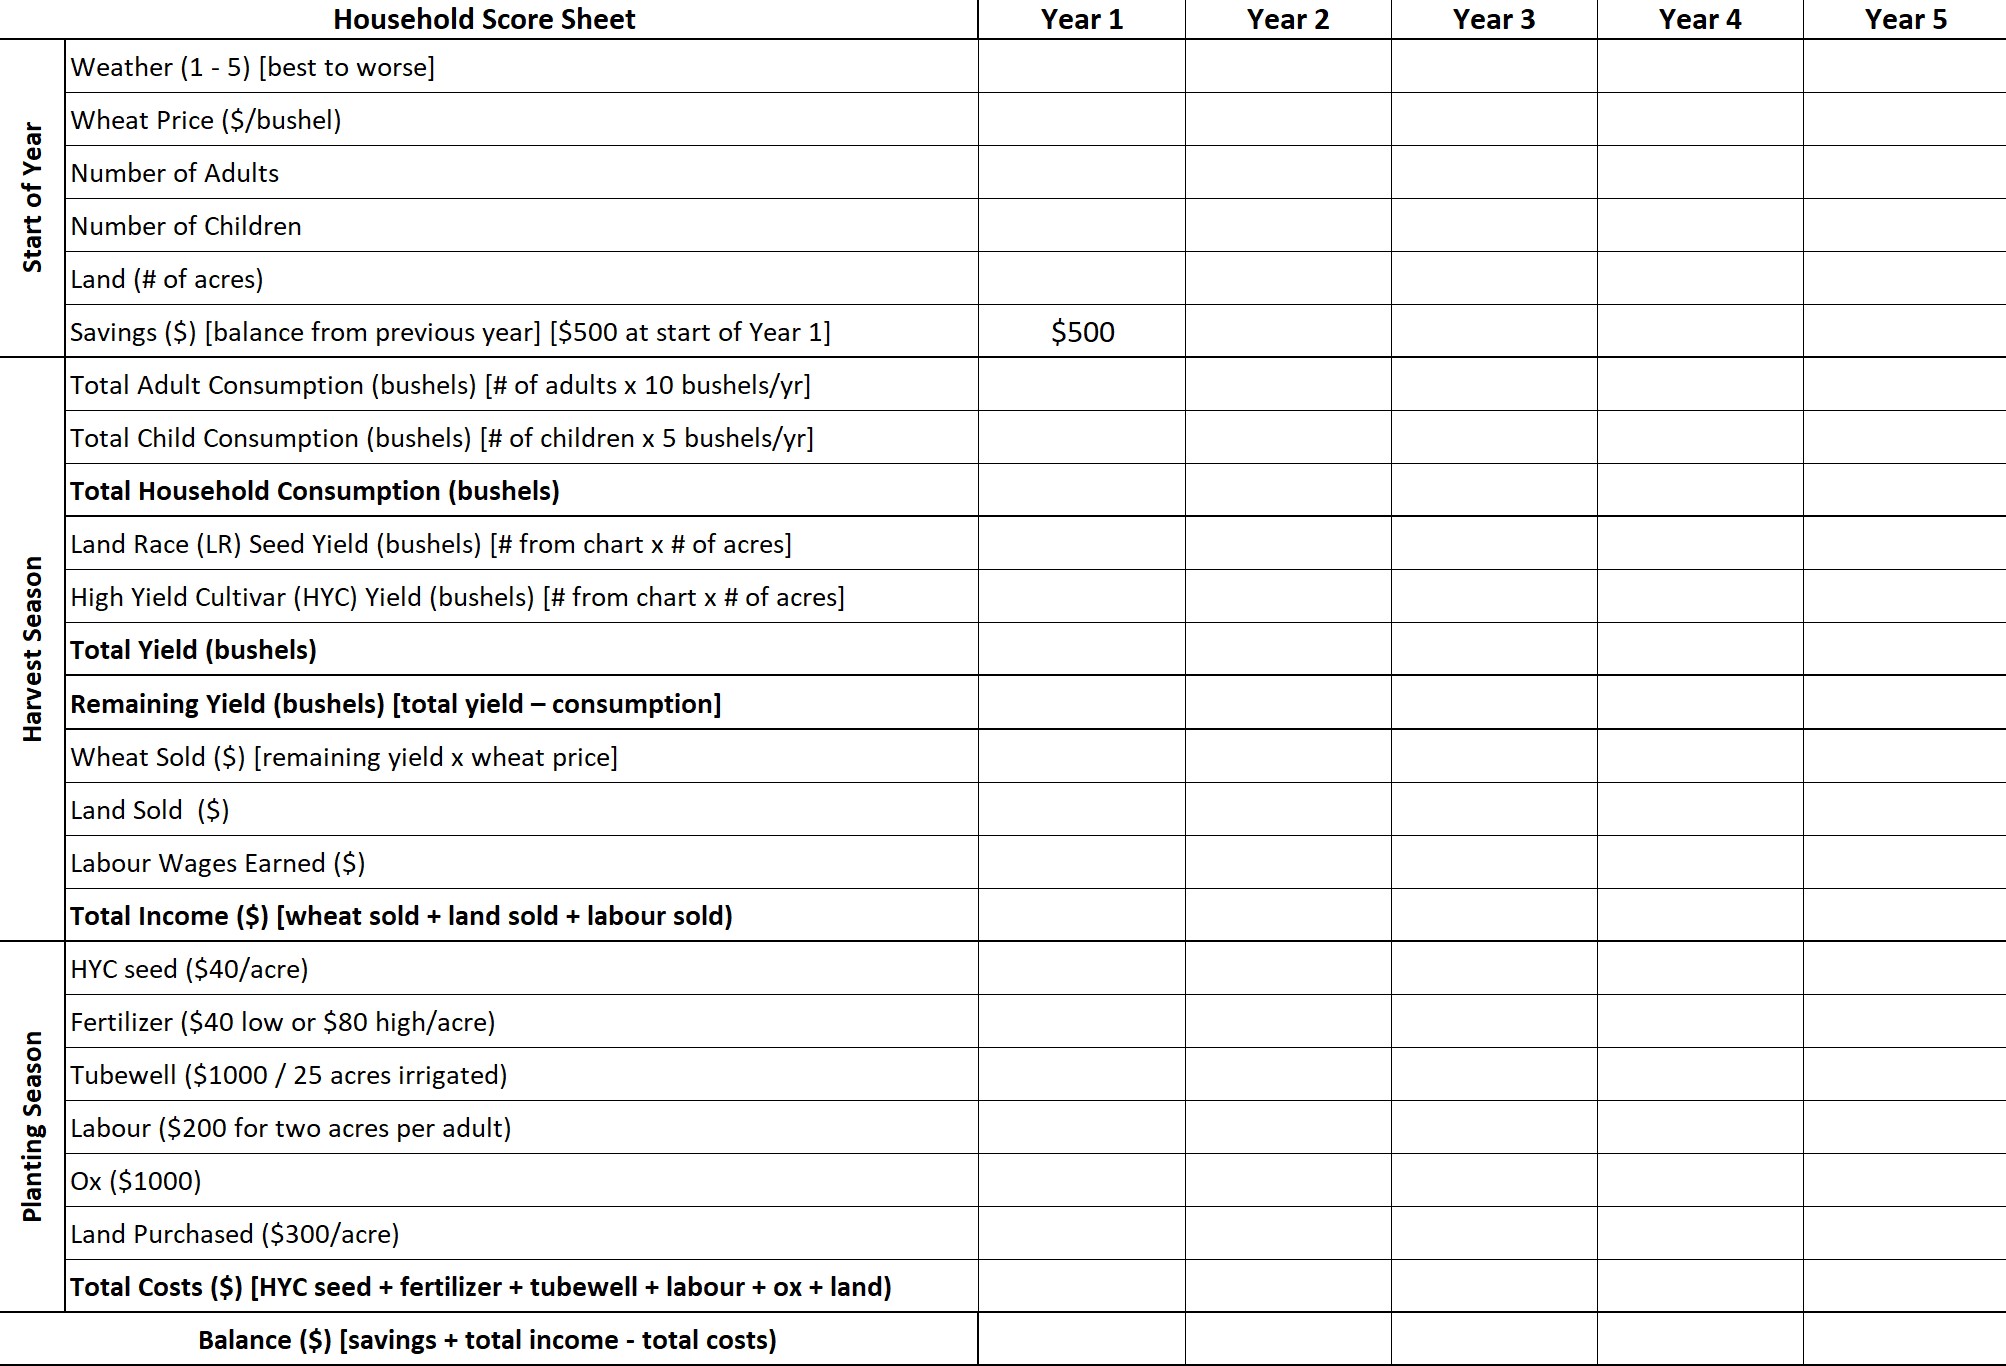 Household Score Sheet Year 1 Year 2 Year 3 Year 4 Year 5
Start of Year
Weather (1 - 5) [best to worse]
Wheat Price ($/bushel)
Number of Adults
Number of Children
Land (# of acres)
Savings ($) [balance from previous year] [$500 at start of Year 1] $500
Harvest Season
Total Adult Consumption (bushels) [# of adults x 10 bushels/yr]
Total Child Consumption (bushels) [# of children x 5 bushels/yr]
Total Household Consumption (bushels)
Land Race (LR) Seed Yield (bushels) [# from chart x # of acres]
High Yield Cultivar (HYC) Yield (bushels) [# from chart x # of acres]
Total Yield (bushels)
Remaining Yield (bushels) [total yield – consumption]
Wheat Sold ($) [remaining yield x wheat price]
Land Sold  ($)
Labour Wages Earned ($)
Total Income ($) [wheat sold + land sold + labour sold)
Planting Season
HYC seed ($40/acre)
Fertilizer ($40 low or $80 high/acre)
Tubewell ($1000 / 25 acres irrigated)
Labour ($200 for two acres per adult)
Ox ($1000)
Land Purchased ($300/acre)
Total Costs ($) [HYC seed + fertilizer + tubewell + labour + ox + land)
Balance ($) [savings + total income - total costs)